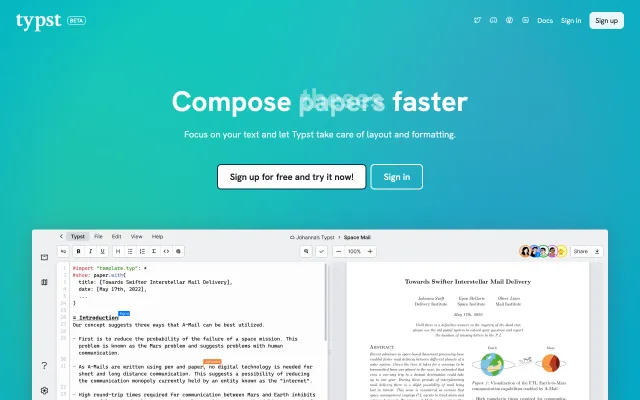 typst BETA
Docs Sign in Sign up
Compose papers faster
Focus on your text and let Typst take care of layout and formatting.
Sign up for free and try it now! Sign in
Typst File Edit View Help
Johanna's Typst › Space Mail
B I U H
100%
Share
#import "template.typ": *
#show: paper.with(
title: [Towards Swifter Interstellar Mail Delivery],
date: [May 17th, 2022],
...
)
= Introduction
Our concept suggests three ways that A-Mail can be best utilized.
- First is to reduce the probability of the failure of a space mission. This
problem is known as the Mars problem and suggests problems with human
communication.
- As A-Mails are written using pen and paper, no digital technology is needed for
short and long distance communication. This suggests a possibility of reducing
the communication monopoly currently held by an entity known as the "internet".
- High round-trip times required for communication between Mars and Earth inhibits
Towards Swifter Interstellar Mail Delivery
Johanna Swift
Delivery Institute
Egon Stellaris
Space Institute
Oliver Liam
Mail Institute
May 17th, 2022
Abstract
Earth
Mars
Figure 1: Visualization of the FTL Earth-to-Mars
communication capabilities enabled by A-Mail.